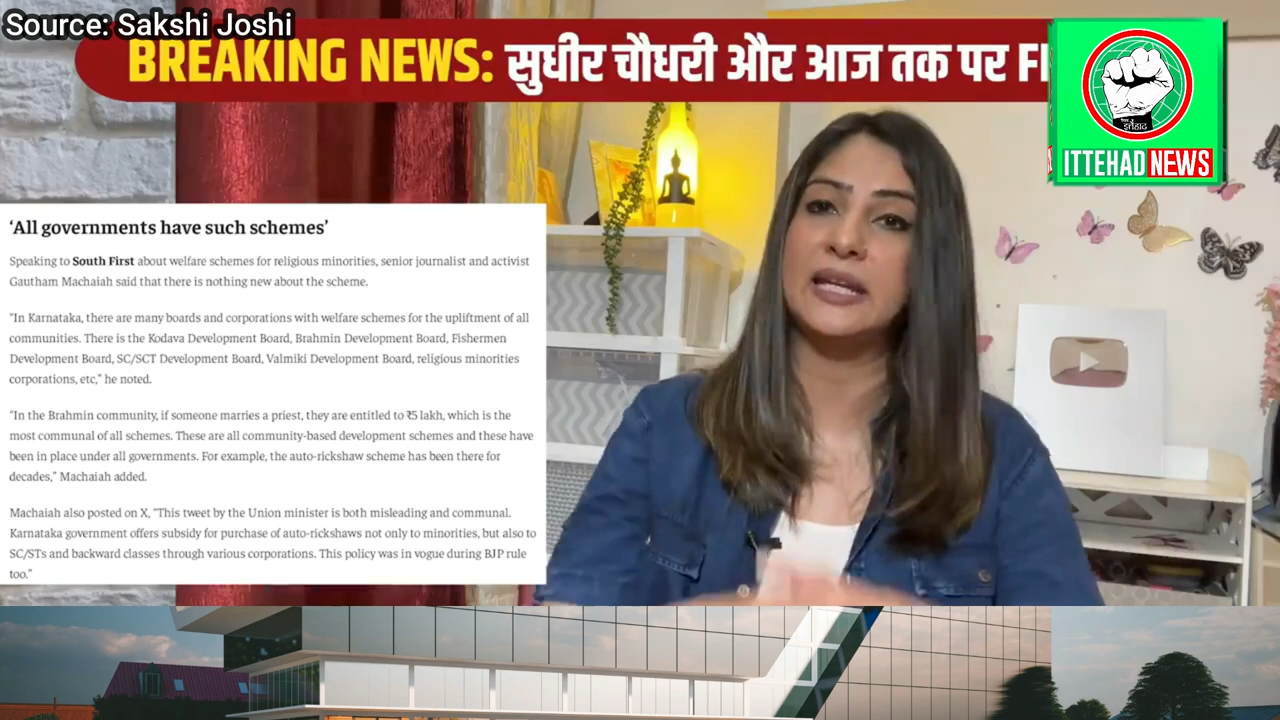 Source: Sakshi Joshi
BREAKING NEWS: सुधीर चौधरी और आज तक पर
इत्तेहाद
ITTEHAD NEWS
‘All governments have such schemes’
Speaking to South First about welfare schemes for religious minorities, senior journalist and activist
Gautham Machaiah said that there is nothing new about the scheme.
“In Karnataka, there are many boards and corporations with welfare schemes for the upliftment of all
communities. There is the Kodava Development Board, Brahmin Development Board, Fishermen
Development Board, SC/SCT Development Board, Valmiki Development Board, religious minorities
corporations, etc,” he noted.
“In the Brahmin community, if someone marries a priest, they are entitled to ₹5 lakh, which is the
most communal of all schemes. These are all community-based development schemes and these have
been in place under all governments. For example, the auto-rickshaw scheme has been there for
decades,” Machaiah added.
Machaiah also posted on X, “This tweet by the Union minister is both misleading and communal.
Karnataka government offers subsidy for purchase of auto-rickshaws not only to minorities, but also to
SC/STs and backward classes through various corporations. This policy was in vogue during BJP rule
too.”